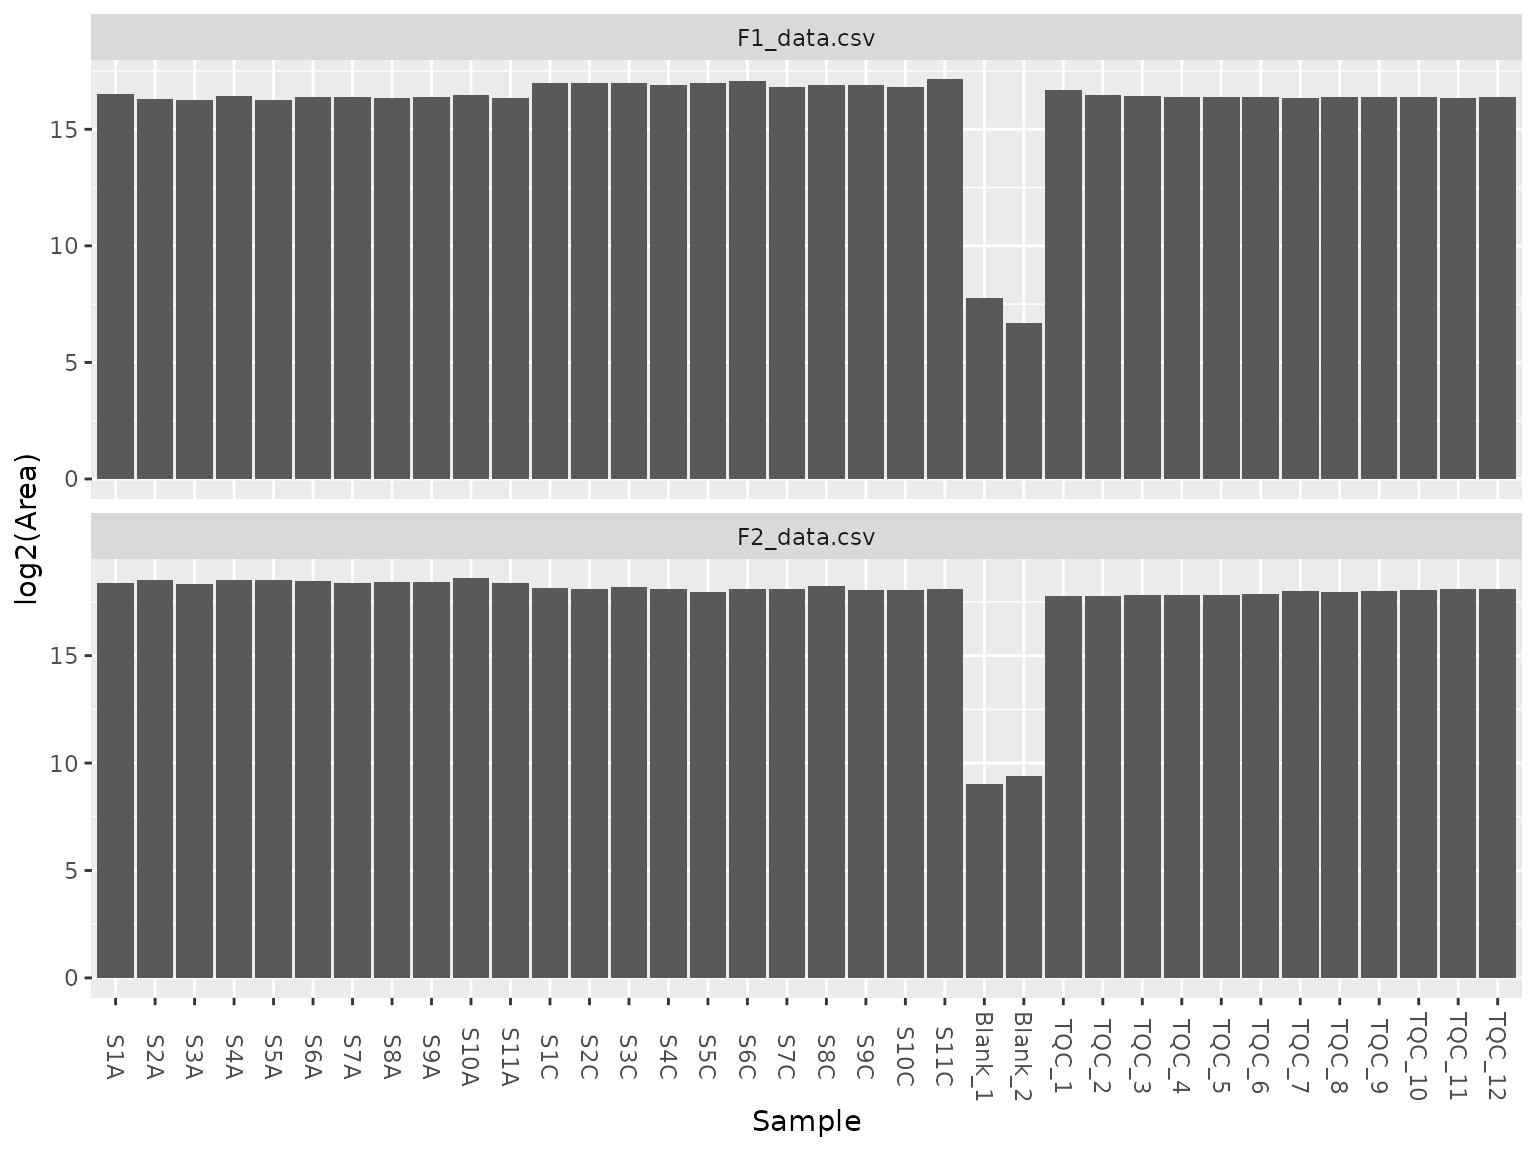 F1_data.csv
15
10
5
0
F2_data.csv
15
10
5
0
log2(Area)
S1A S2A S3A S4A S5A S6A S7A S8A S9A S10A S11A S1C S2C S3C S4C S5C S6C S7C S8C S9C S10C S11C Blank_1 Blank_2 TQC_1 TQC_2 TQC_3 TQC_4 TQC_5 TQC_6 TQC_7 TQC_8 TQC_9 TQC_10 TQC_11 TQC_12
Sample